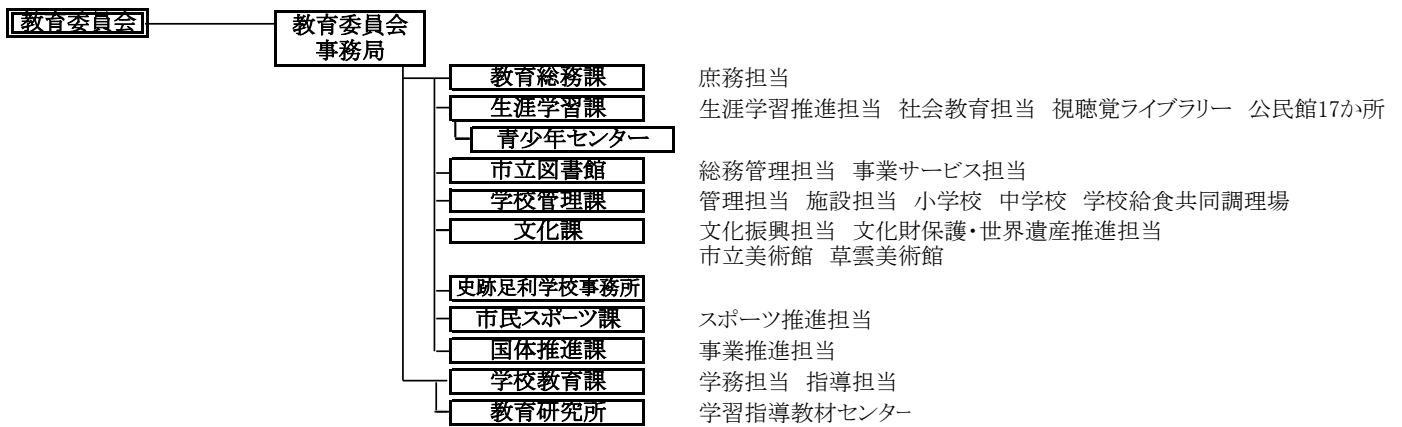 教育委員会
教育委員会
事務局
教育総務課 庶務担当
生涯学習課 生涯学習推進担当 社会教育担当 視聴覚ライブラリー 公民館17か所
青少年センター
市立図書館 総務管理担当 事業サービス担当
学校管理課 管理担当 施設担当 小学校 中学校 学校給食共同調理場
文化課 文化振興担当 文化財保護・世界遺産推進担当
市立美術館 草雲美術館
史跡足利学校事務所
市民スポーツ課 スポーツ推進担当
国体推進課 事業推進担当
学校教育課 学務担当 指導担当
教育研究所 学習指導教材センター